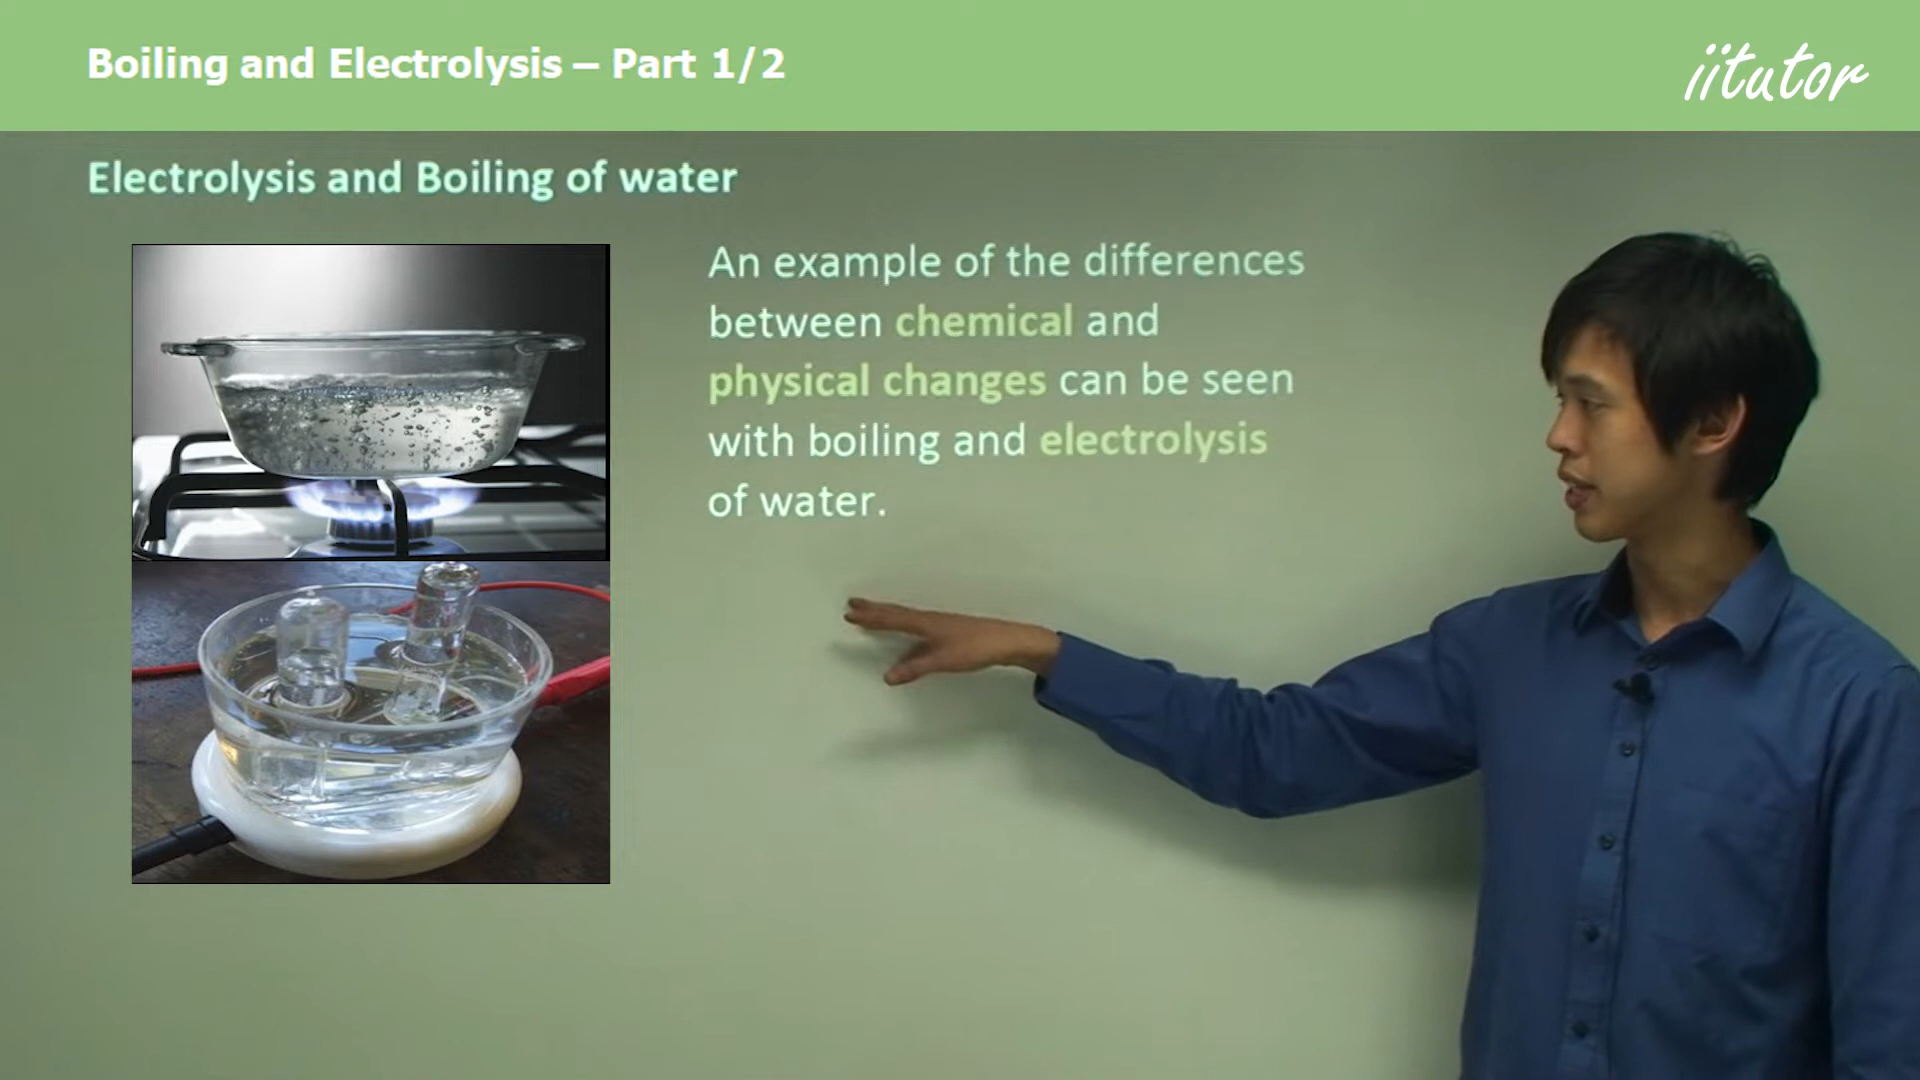 Boiling and Electrolysis – Part 1/2
iitutor
Electrolysis and Boiling of water
An example of the differences
between chemical and
physical changes can be seen
with boiling and electrolysis
of water.